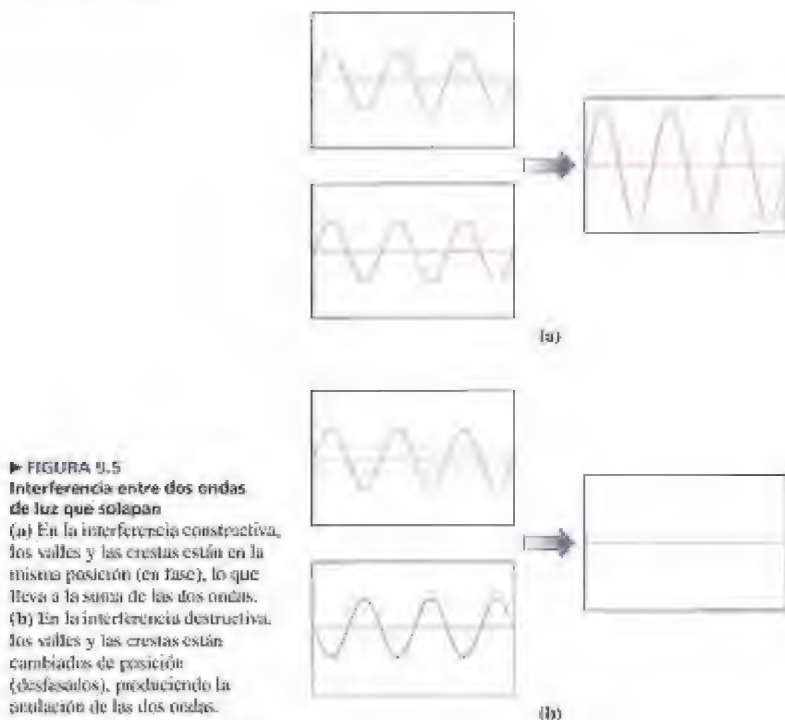 (a)
► FIGURA 9.5
Interferencia entre dos ondas
de luz que solapan
(a) En la interferencia constructiva,
los valles y las crestas están en la
misma posición (en fase), lo que
lleva a la suma de las dos ondas.
(b) En la interferencia destructiva,
los valles y las crestas están
cambiados de posición
(desfasados), produciendo la
anulación de las dos ondas.
(b)